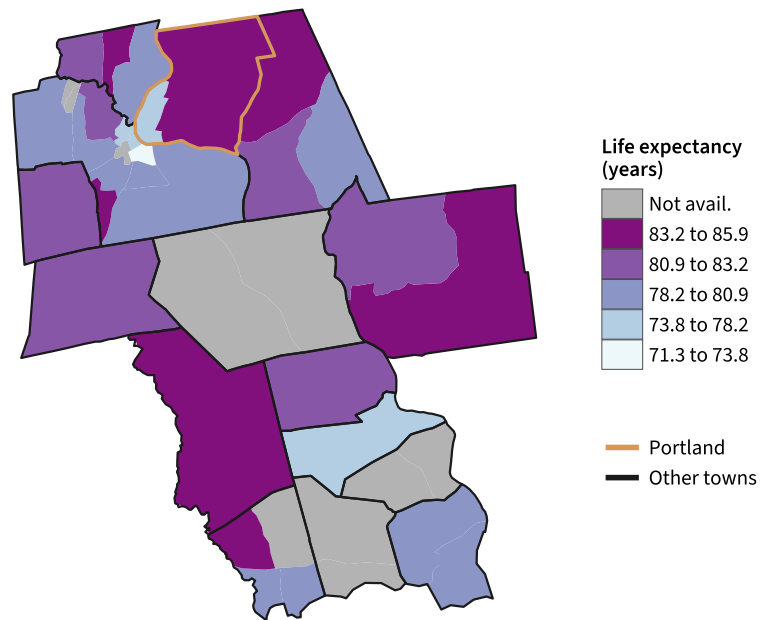 Life expectancy
(years)
Not avail.
83.2 to 85.9
80.9 to 83.2
78.2 to 80.9
73.8 to 78.2
71.3 to 73.8
Portland
Other towns